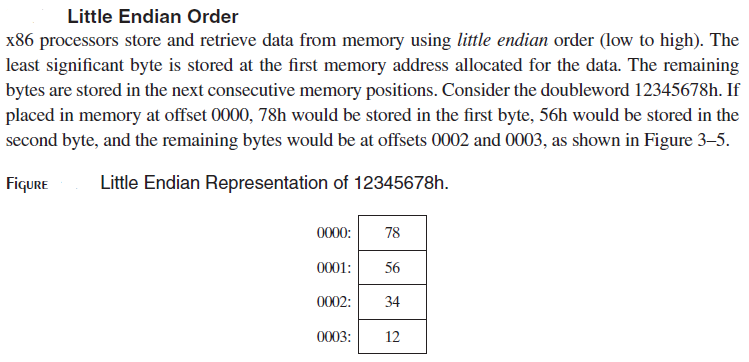 Little Endian Order
x86 processors store and retrieve data from memory using little endian order (low to high). The
least significant byte is stored at the first memory address allocated for the data. The remaining
bytes are stored in the next consecutive memory positions. Consider the doubleword 12345678h. If
placed in memory at offset 0000, 78h would be stored in the first byte, 56h would be stored in the
second byte, and the remaining bytes would be at offsets 0002 and 0003, as shown in Figure 3–5.
FIGURE Little Endian Representation of 12345678h.
0000: 78
0001: 56
0002: 34
0003: 12